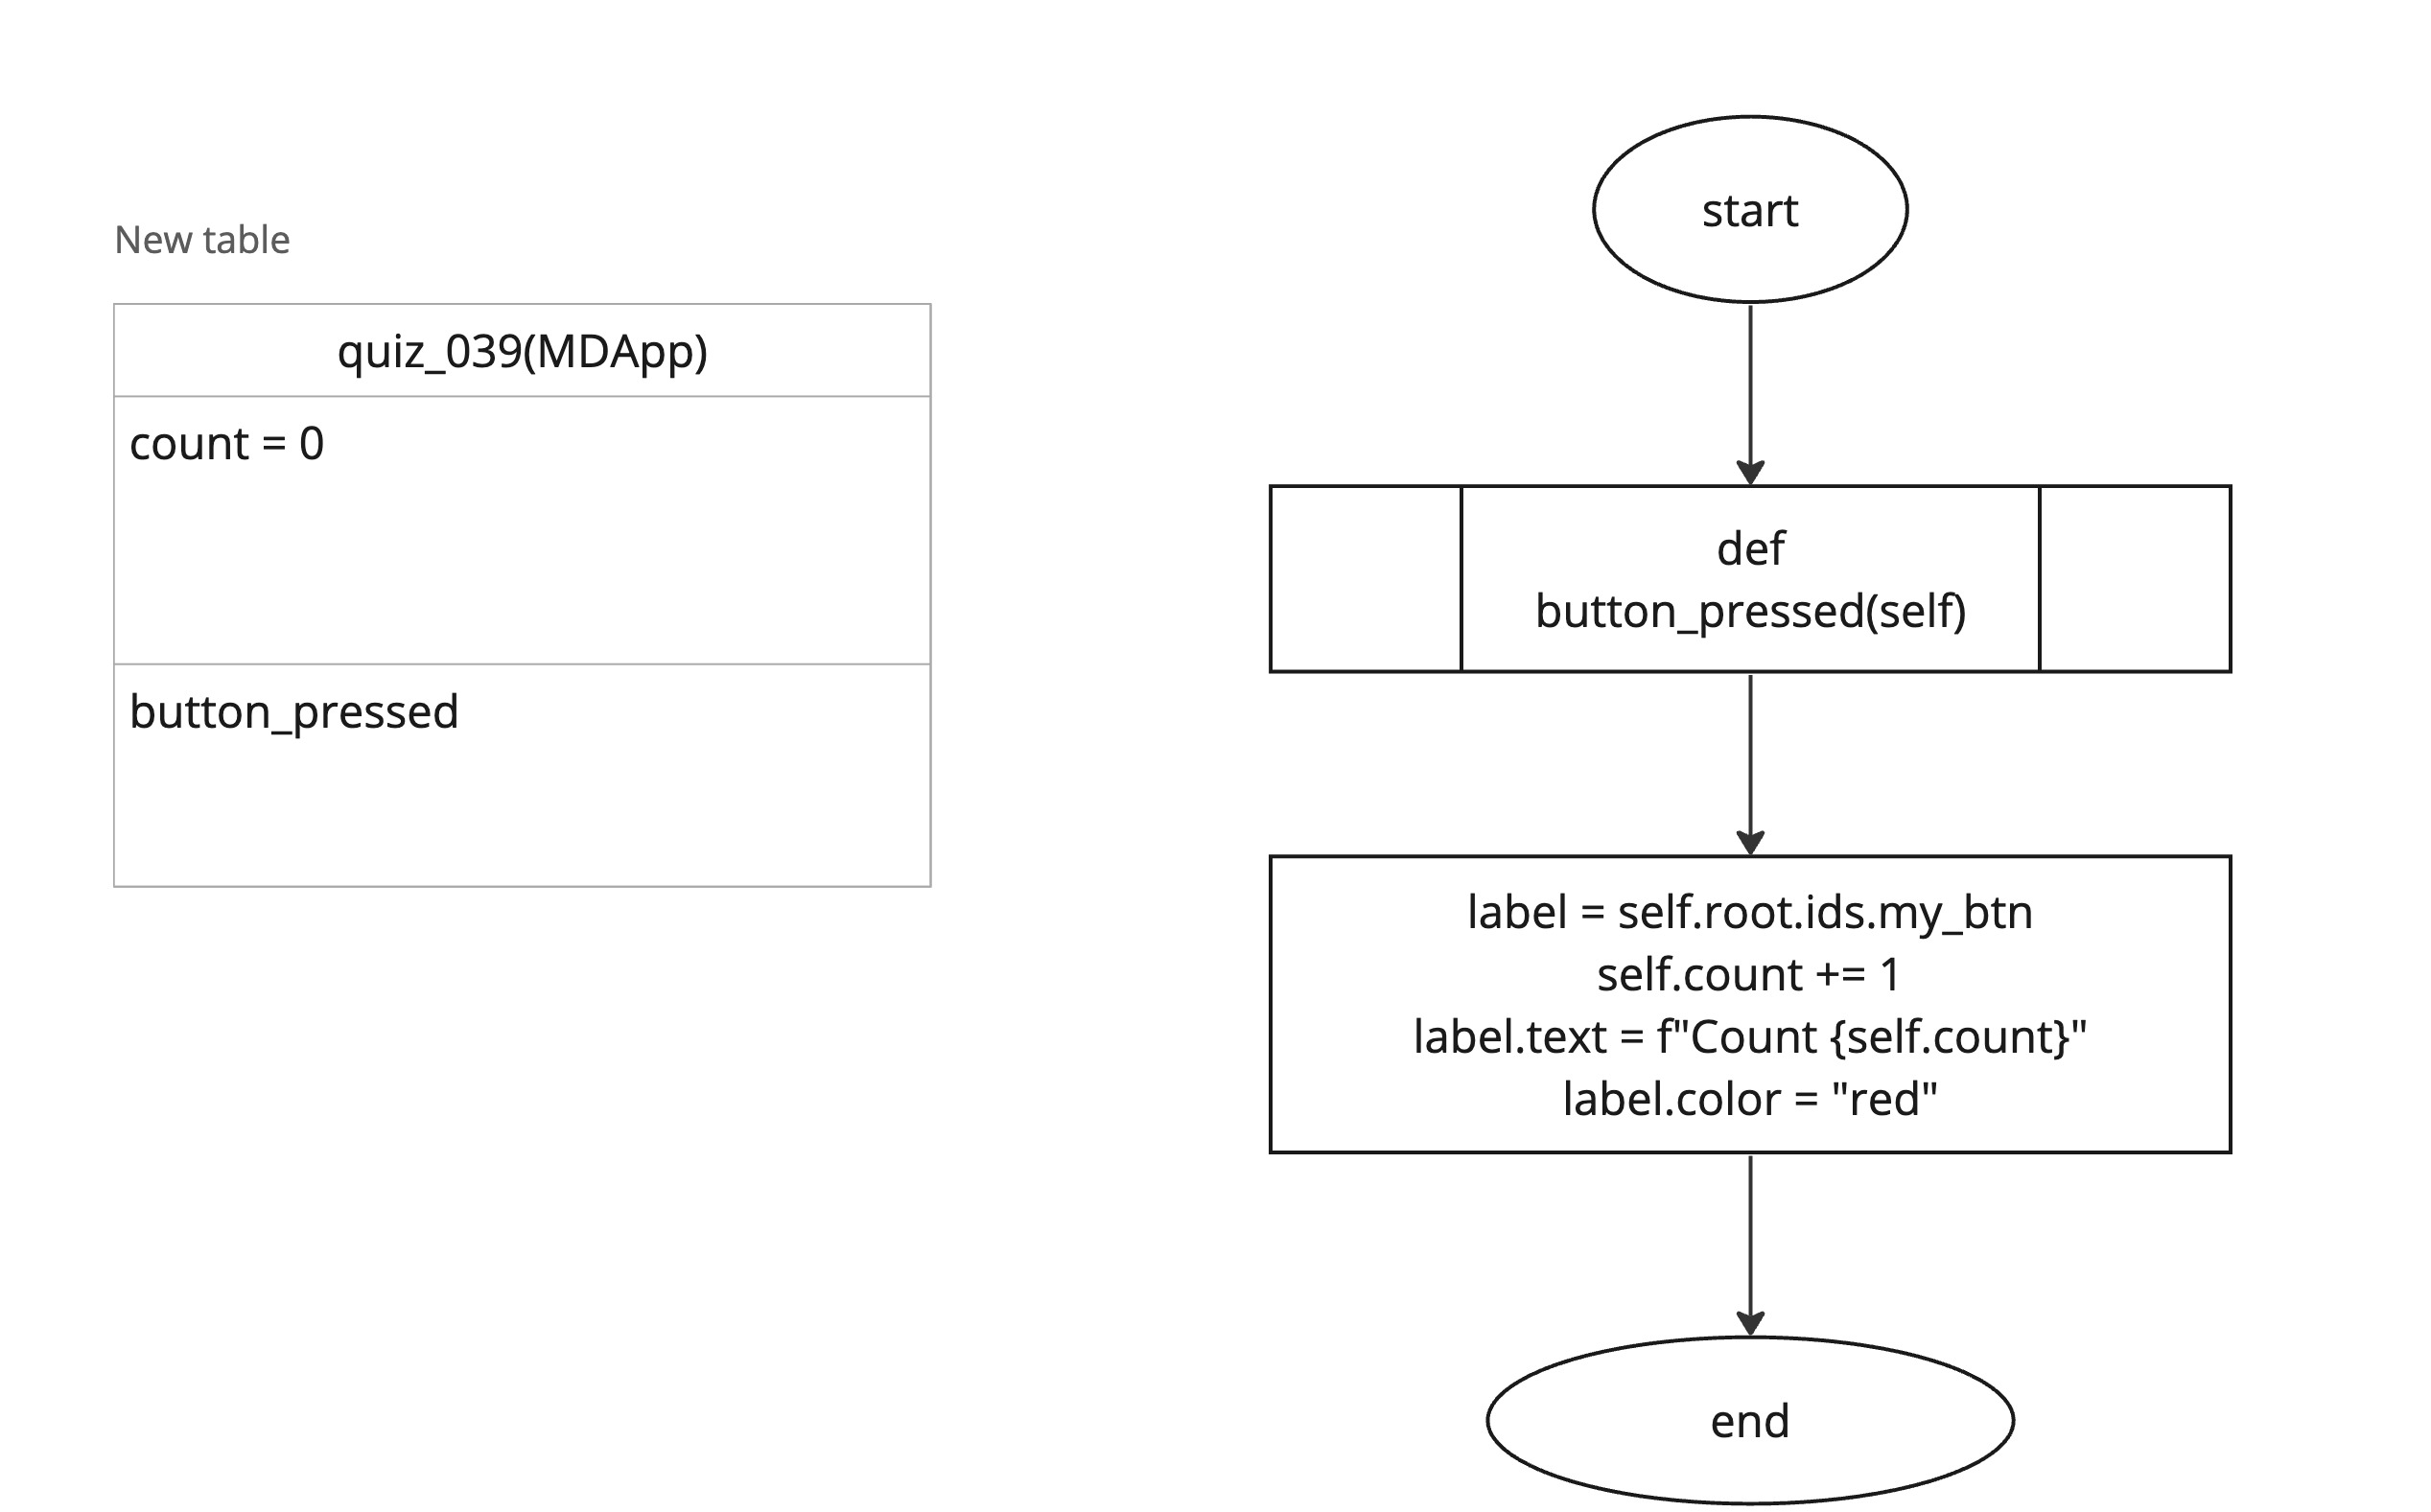 New table
quiz_039(MDApp)
count = 0
button_pressed
start
def
button_pressed(self)
label = self.root.ids.my_btn
self.count += 1
label.text = f"Count {self.count}"
label.color = "red"
end